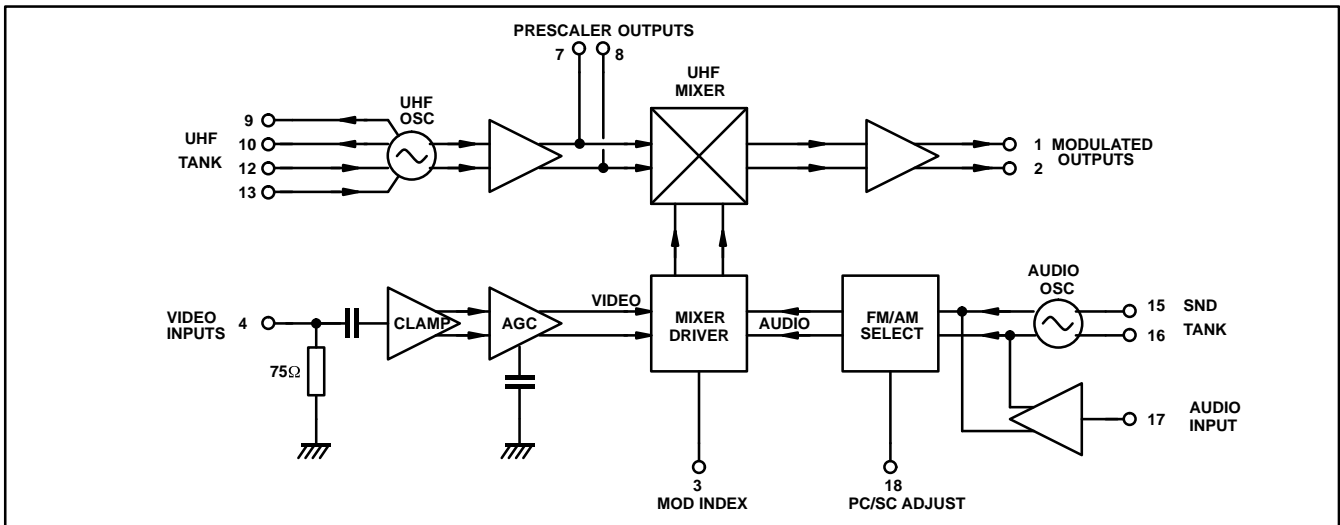 PRESCALER OUTPUTS
7 8
UHF
MIXER
UHF
OSC
9
UHF 10
TANK 12
13
1 MODULATED
OUTPUTS
2
VIDEO
INPUTS 4
CLAMP
AGC
VIDEO
MIXER
DRIVER
AUDIO
FM/AM
SELECT
AUDIO
OSC
15 SND
16 TANK
75Ω
17 AUDIO
INPUT
3
MOD INDEX
18
PC/SC ADJUST